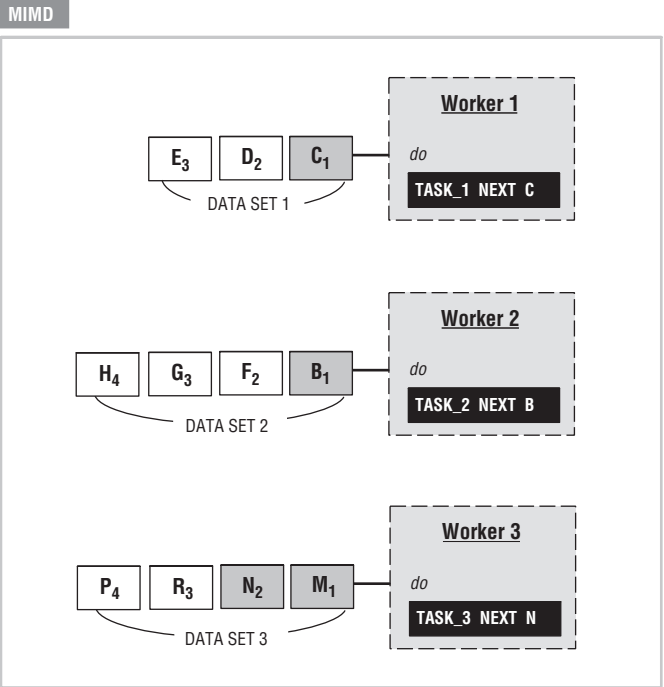 MIMD
Worker 1
E3 D2 C1
do
TASK_1 NEXT C
DATA SET 1
Worker 2
H4 G3 F2 B1
do
TASK_2 NEXT B
DATA SET 2
Worker 3
P4 R3 N2 M1
do
TASK_3 NEXT N
DATA SET 3